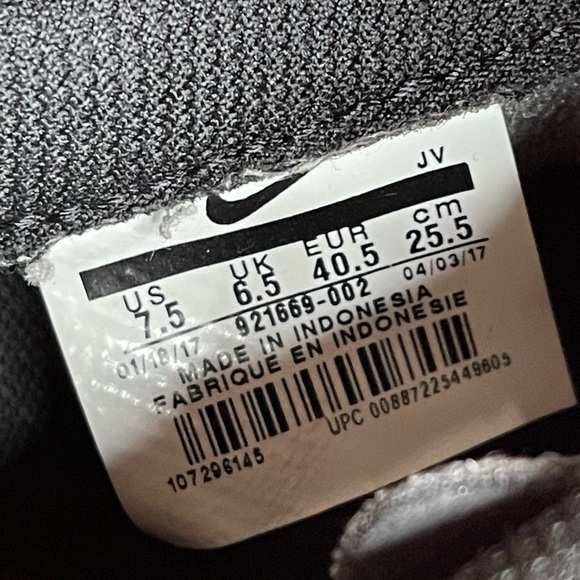 JV
US UK EUR cm
7.5 6.5 40.5 25.5
01/18/17 921669-002 04/03/17
MADE IN INDONESIA
FABRIQUE EN INDONESIE
107296145 UPC 00887225449605